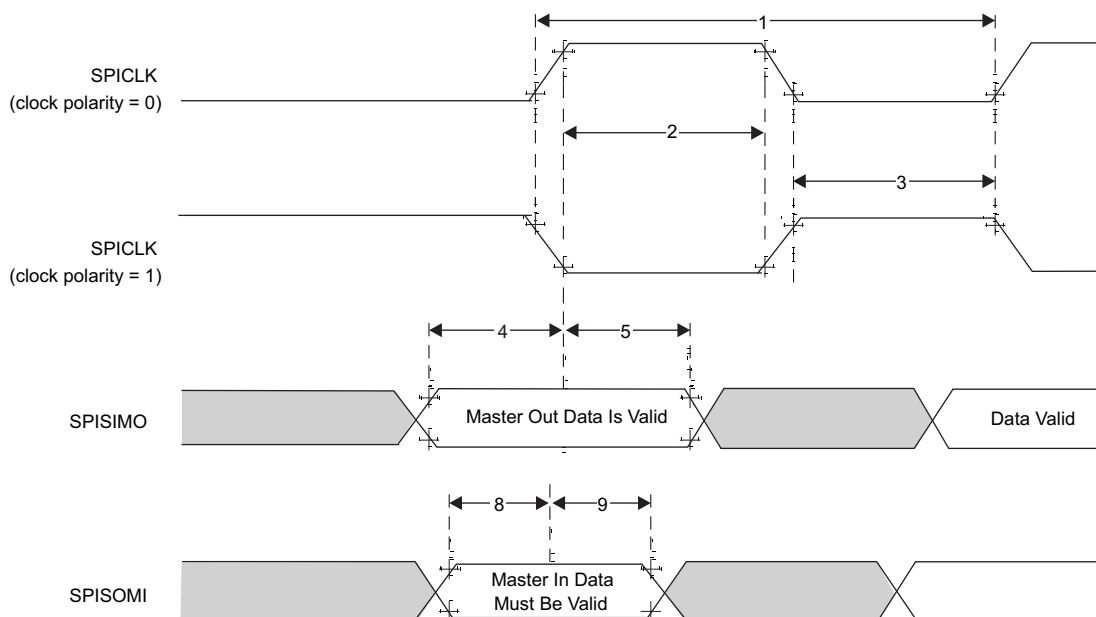 1
SPICLK
(clock polarity = 0)
2
3
SPICLK
(clock polarity = 1)
4
5
SPISIMO
Master Out Data Is Valid
Data Valid
8
9
SPISOMI
Master In Data
Must Be Valid